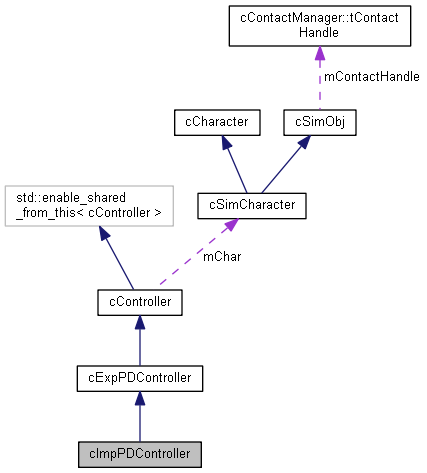 cContactManager::tContact
Handle
mContactHandle
cCharacter
cSimObj
std::enable_shared
_from_this< cController >
cSimCharacter
mChar
cController
cExpPDController
cImpPDController